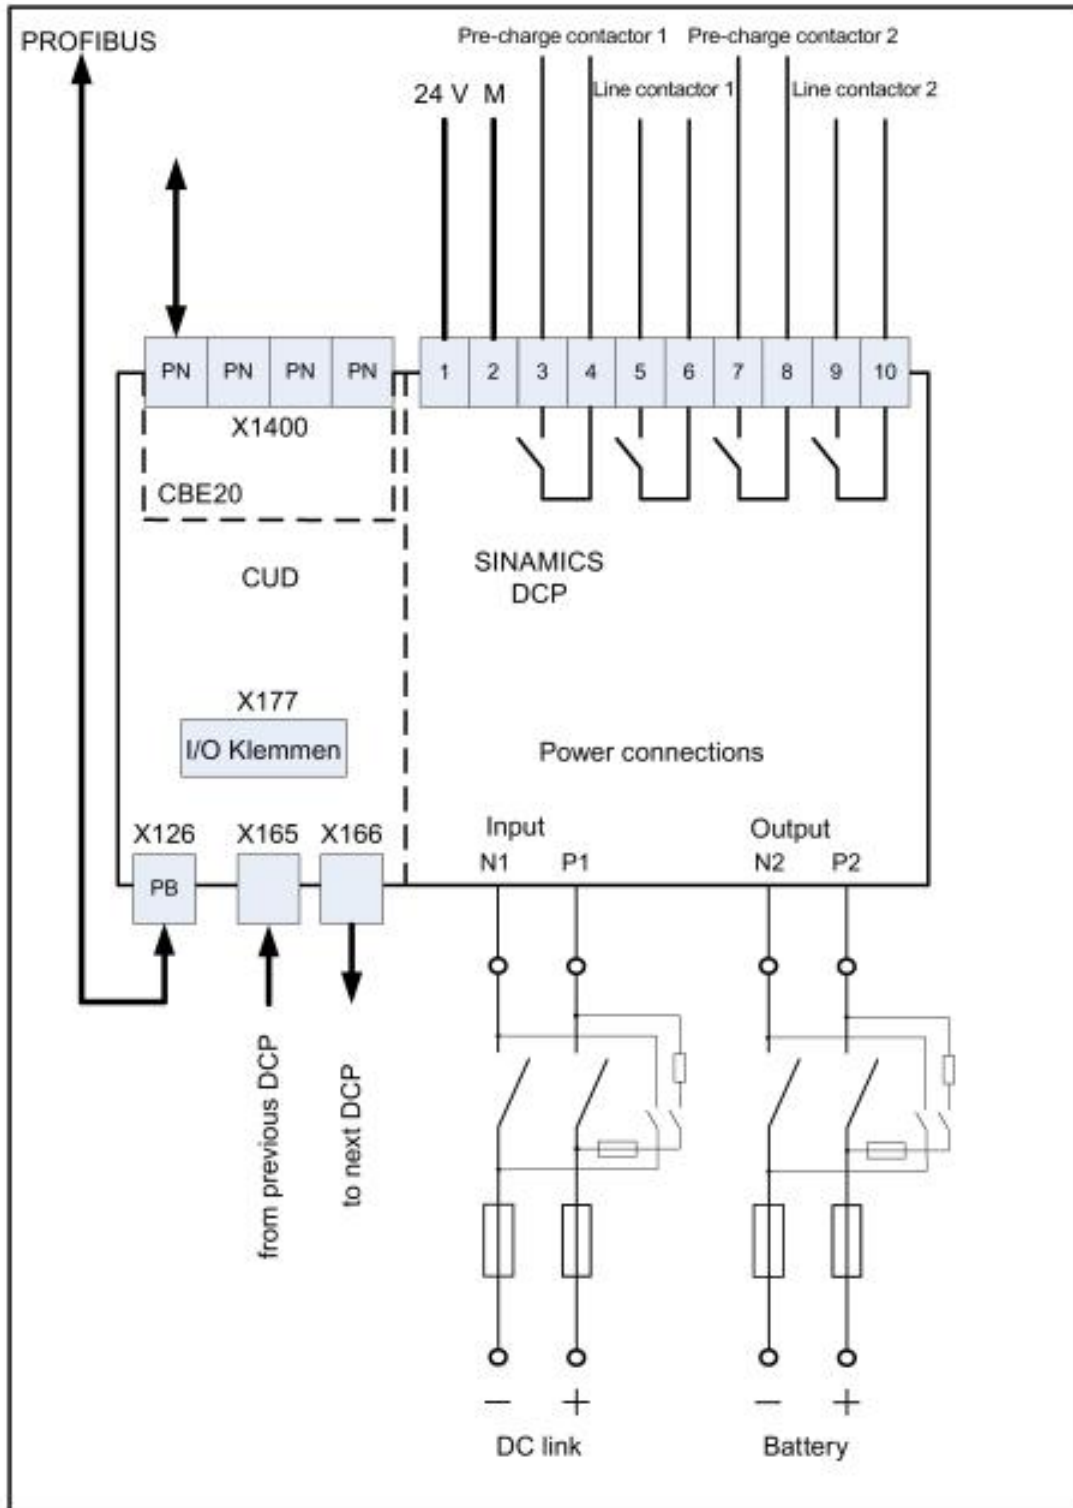 PROFIBUS
Pre-charge contactor 1 Pre-charge contactor 2
24 V M Line contactor 1 Line contactor 2
PN PN PN PN 1 2 3 4 5 6 7 8 9 10
X1400
CBE20
CUD
SINAMICS
DCP
X177
I/O Klemmen
Power connections
X126 X165 X166
PB
Input Output
N1 P1 N2 P2
from previous DCP
to next DCP
— + — +
DC link Battery